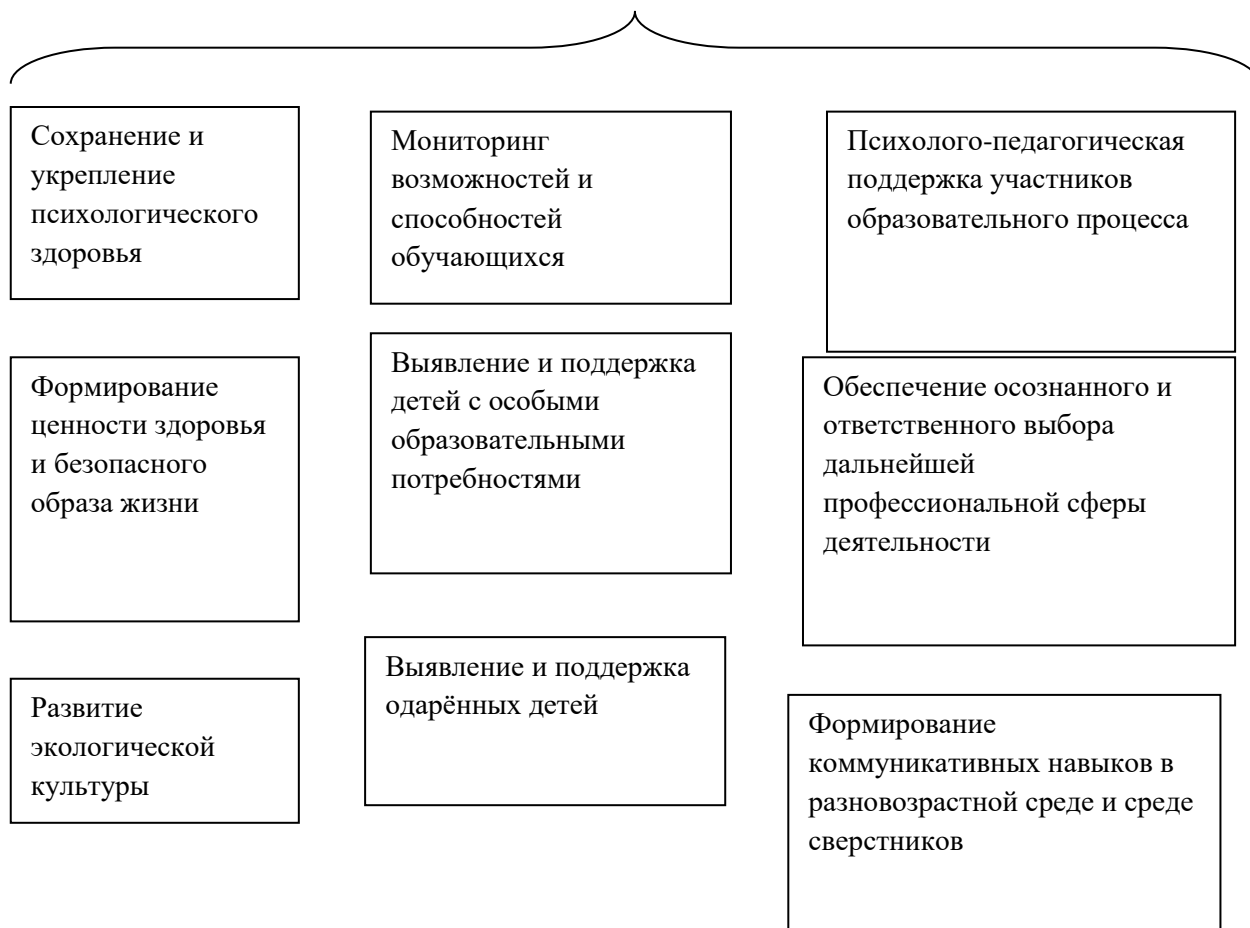 Сохранение и
укрепление
психологического
здоровья
Мониторинг
возможностей и
способностей
обучающихся
Психолого-педагогическая
поддержка участников
образовательного процесса
Формирование
ценности здоровья
и безопасного
образа жизни
Выявление и поддержка
детей с особыми
образовательными
потребностями
Обеспечение осознанного и
ответственного выбора
дальнейшей
профессиональной сферы
деятельности
Развитие
экологической
культуры
Выявление и поддержка
одарённых детей
Формирование
коммуникативных навыков в
разновозрастной среде и среде
сверстников